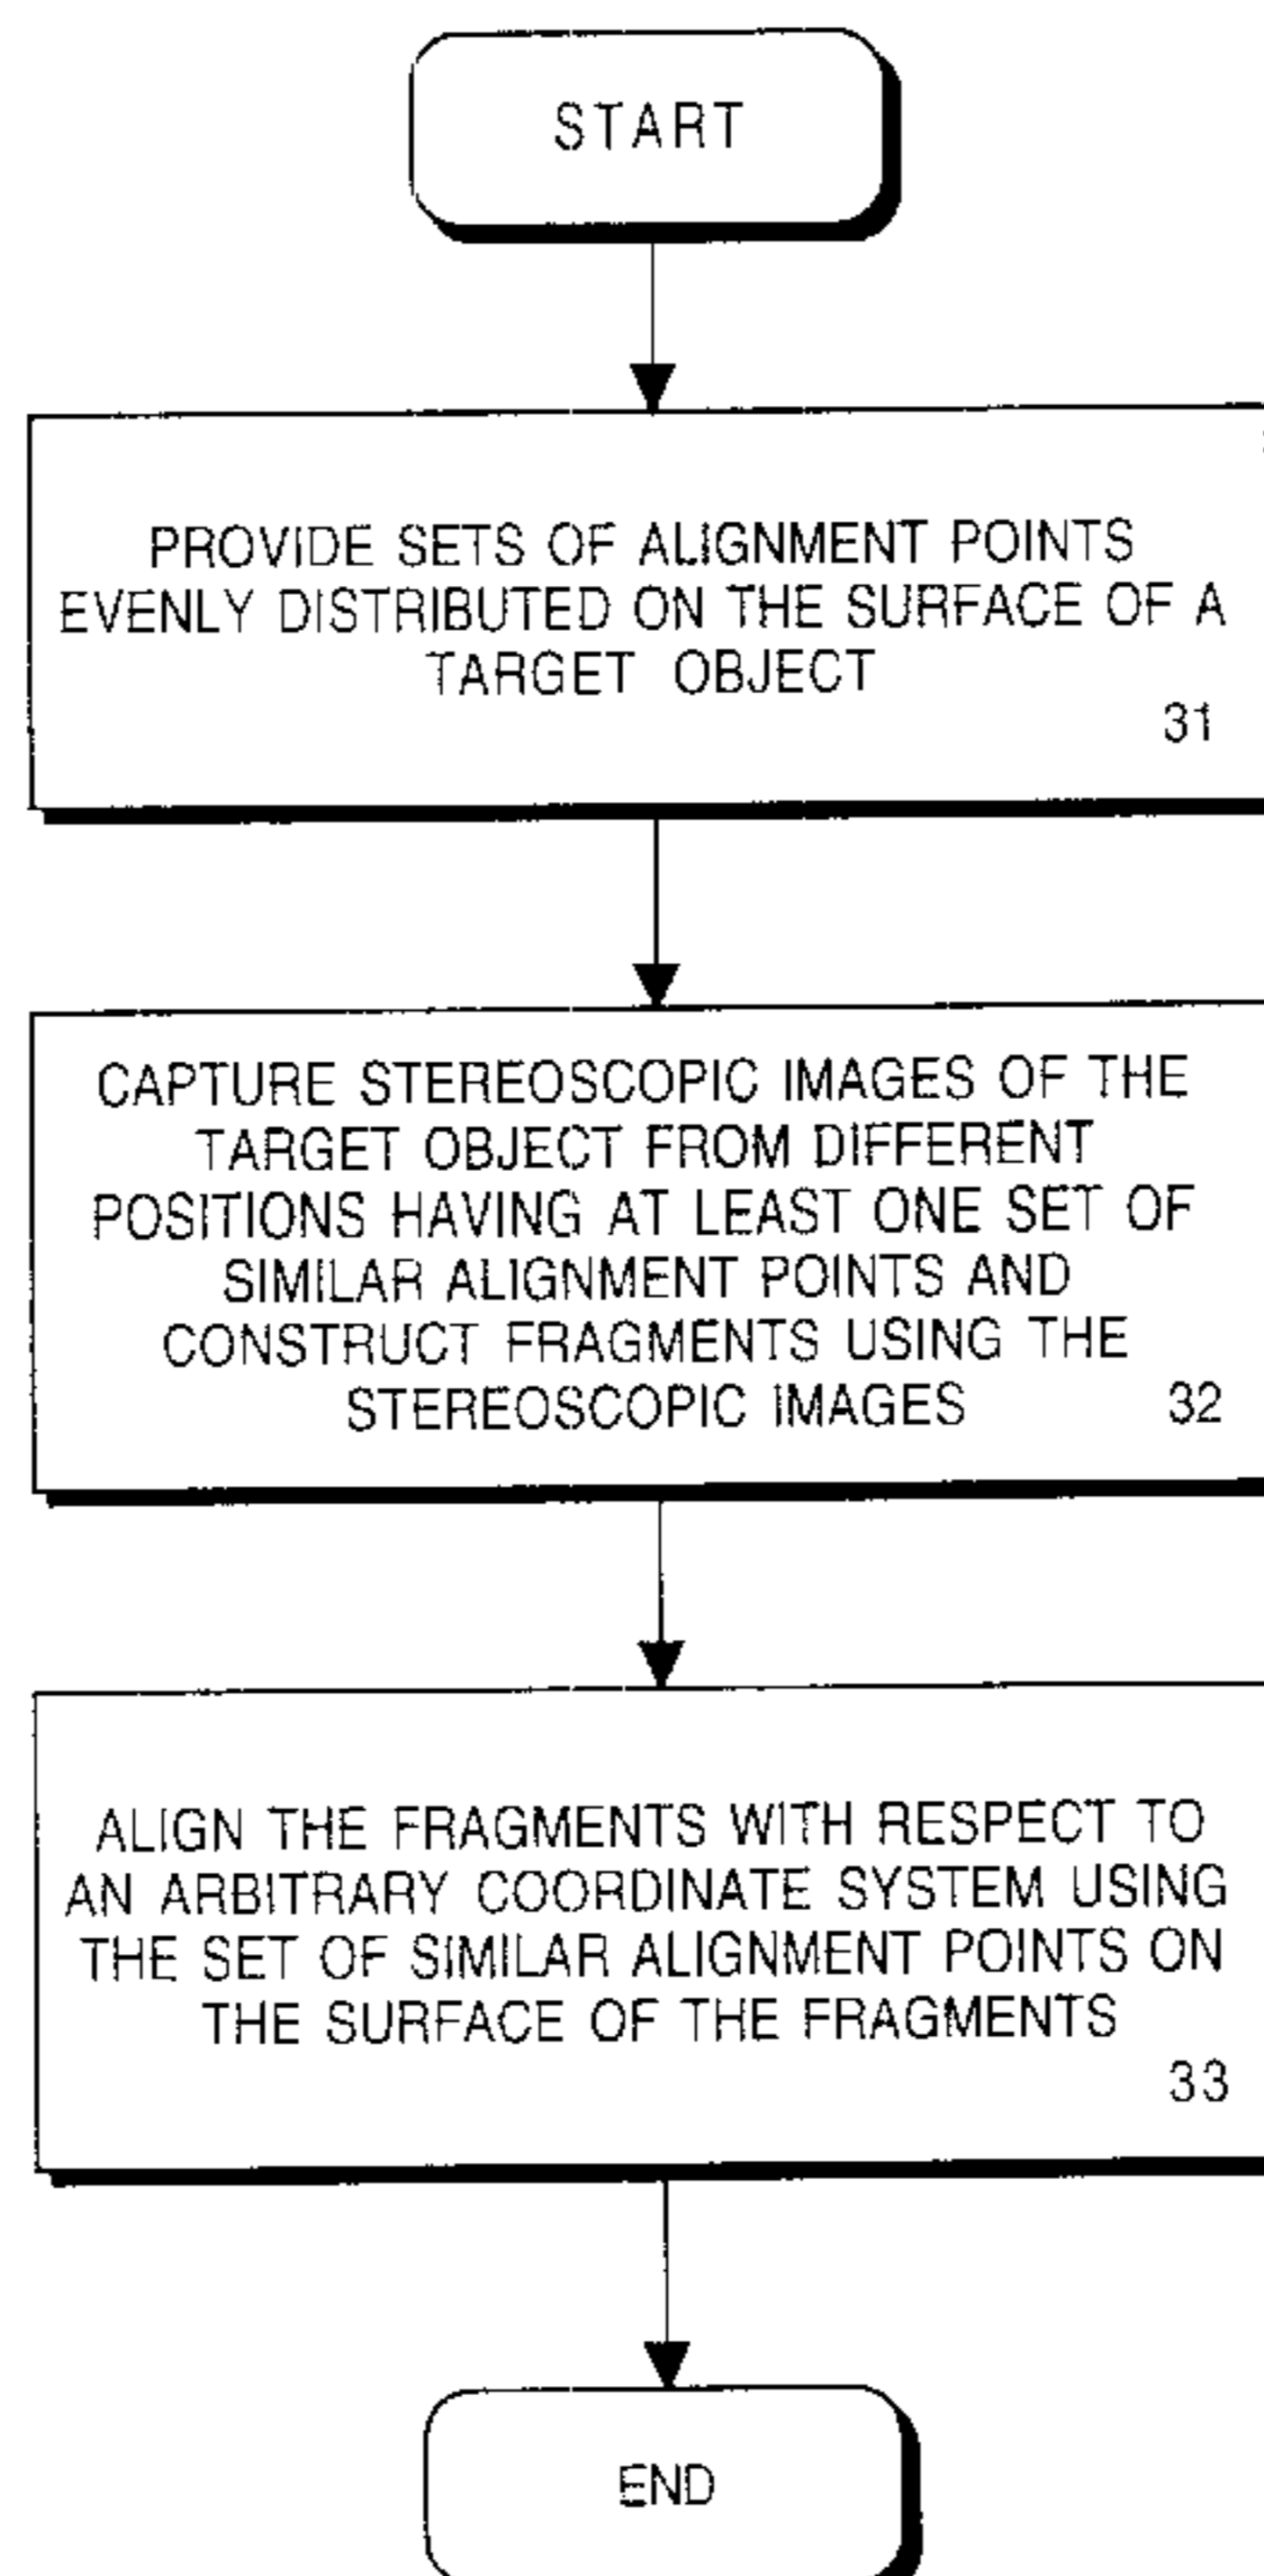 START
PROVIDE SETS OF ALIGNMENT POINTS
EVENLY DISTRIBUTED ON THE SURFACE OF A
TARGET OBJECT
31
CAPTURE STEREOSCOPIC IMAGES OF THE
TARGET OBJECT FROM DIFFERENT
POSITIONS HAVING AT LEAST ONE SET OF
SIMILAR ALIGNMENT POINTS AND
CONSTRUCT FRAGMENTS USING THE
STEREOSCOPIC IMAGES 32
ALIGN THE FRAGMENTS WITH RESPECT TO
AN ARBITRARY COORDINATE SYSTEM USING
THE SET OF SIMILAR ALIGNMENT POINTS ON
THE SURFACE OF THE FRAGMENTS
33
END